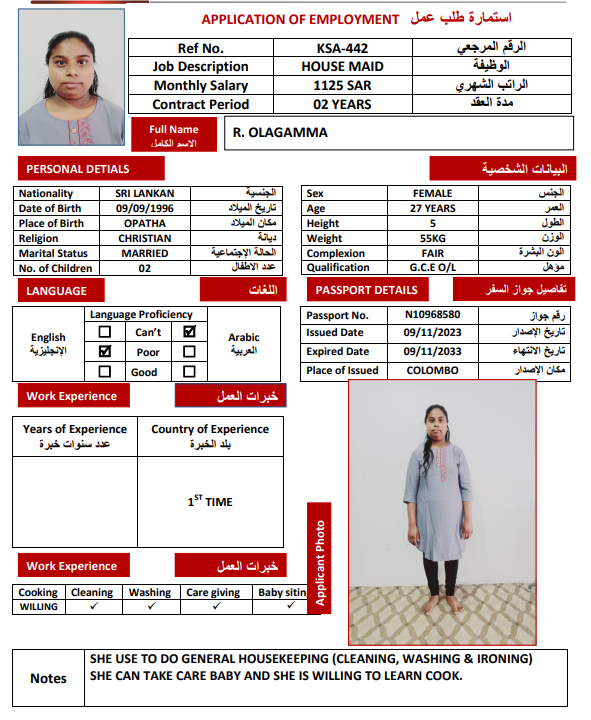 APPLICATION OF EMPLOYMENT استمارة طلب عمل
Ref No. KSA-442 الرقم المرجعي
Job Description HOUSE MAID الوظيفة
Monthly Salary 1125 SAR الراتب الشهري
Contract Period 02 YEARS مدة العقد
Full Name R. OLAGAMMA
الاسم الكامل
PERSONAL DETIALS البيانات الشخصية
Nationality SRI LANKAN الجنسية
Date of Birth 09/09/1996 تاريخ الميلاد
Place of Birth OPATHA مكان الميلاد
Religion CHRISTIAN ديانة
Marital Status MARRIED الحالة الإجتماعية
No. of Children 02 عدد الاطفال
Sex FEMALE الجنس
Age 27 YEARS العمر
Height 5 الطول
Weight 55KG الوزن
Complexion FAIR الون البشرة
Qualification G.C.E O/L مؤهل
LANGUAGE اللغات
Language Proficiency
English الإنجليزية
☐ Can't ☑
☑ Poor ☐
☐ Good ☐
Arabic العربية
PASSPORT DETAILS تفاصيل جواز السفر
Passport No. N10968580 رقم جواز
Issued Date 09/11/2023 تاريخ الإصدار
Expired Date 09/11/2033 تاريخ الانتهاء
Place of Issued COLOMBO مكان الإصدار
Work Experience خبرات العمل
Years of Experience Country of Experience
عدد سنوات خبرة بلد الخبرة
1ST TIME
Applicant Photo
Work Experience خبرات العمل
Cooking Cleaning Washing Care giving Baby siting
WILLING ✓ ✓ ✓ ✓
Notes
SHE USE TO DO GENERAL HOUSEKEEPING (CLEANING, WASHING & IRONING)
SHE CAN TAKE CARE BABY AND SHE IS WILLING TO LEARN COOK.